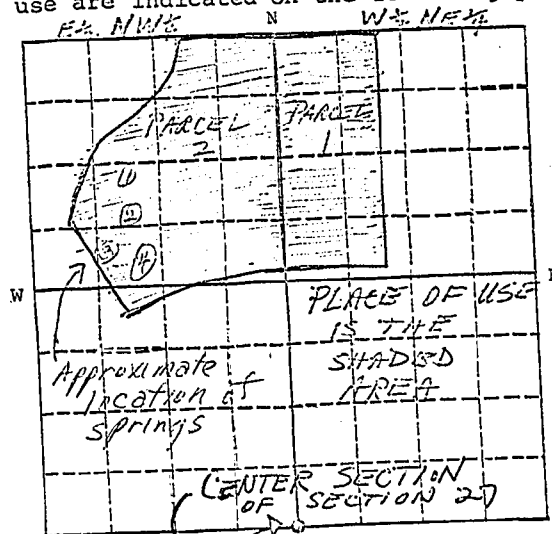 use are indicated on the
E½ NW¼ N W½ NE¼
PARCEL 2
PARCEL 1
1
2
3 4
W
PLACE OF USE
IS THE
SHADED
AREA
Approximate
location of
springs
CENTER SECTION
OF SECTION 27